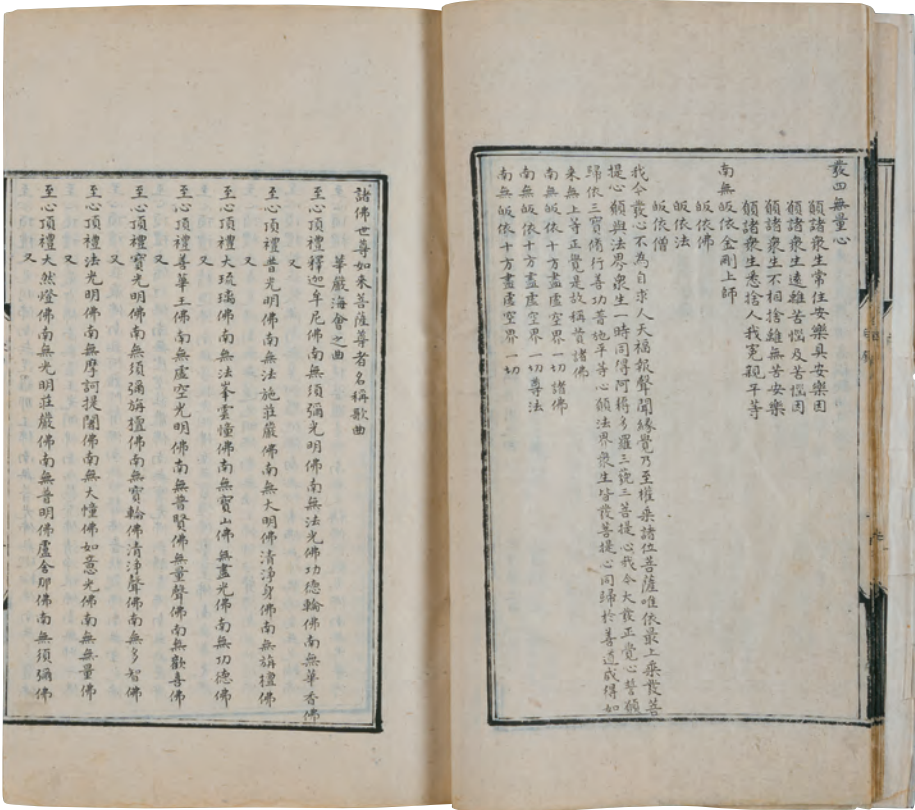 發四無量心
願諸衆生常住安樂具安樂因
願諸衆生遠離苦惱及苦惱因
願諸衆生不相捨離無苦安樂
願諸衆生悉捨人我冤親平等
南無皈依金剛上師
皈依佛
皈依法
皈依僧
我今發心不為自求人天福報聲聞緣覺乃至權乘諸位菩薩唯依最上乘發菩
提心願與法界衆生一時同得阿耨多羅三藐三菩提心我今大發正覺心誓願
歸依三寶脩行善功普施平等心願法界衆生皆發菩提心同歸於善道咸得如
來無上等正覺是故稱贊諸佛
南無皈依十方盡虛空界一切諸佛
南無皈依十方盡虛空界一切尊法
南無皈依十方盡虛空界一切
諸佛世尊如来菩薩尊者名稱歌曲
華嚴海會之曲
至心頂禮釋迦牟尼佛南無須彌光明佛南無法光佛功德輪佛南無華香佛
又
至心頂禮普光明佛南無法施莊嚴佛南無大明佛清淨身佛南無旃檀佛
又
至心頂禮大琉璃佛南無法峯雲幢佛南無寶山佛無盡光佛南無功德佛
又
至心頂禮善華王佛南無虛空光明佛南無普賢佛無量聲佛南無歡喜佛
又
至心頂禮寶光明佛南無須彌旃檀佛南無寶輪佛清淨聲佛南無多智佛
又
至心頂禮法光明佛南無摩訶提闍佛南無大幢佛如意光佛南無無量佛
又
至心頂禮大然燈佛南無光明莊嚴佛南無普明佛盧舍那佛南無須彌佛
又